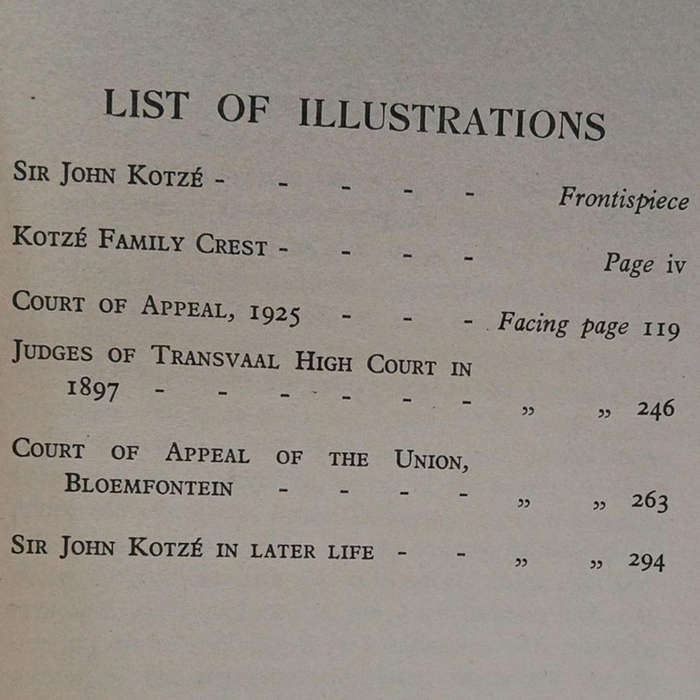 LIST OF ILLUSTRATIONS
SIR JOHN KOTZÉ - - - - - Frontispiece
KOTZÉ FAMILY CREST - - - - Page iv
COURT OF APPEAL, 1925 - - - Facing page 119
JUDGES OF TRANSVAAL HIGH COURT IN
1897 - - - - - - „ „ 246
COURT OF APPEAL OF THE UNION,
BLOEMFONTEIN - - - - „ „ 263
SIR JOHN KOTZÉ IN LATER LIFE - - „ „ 294